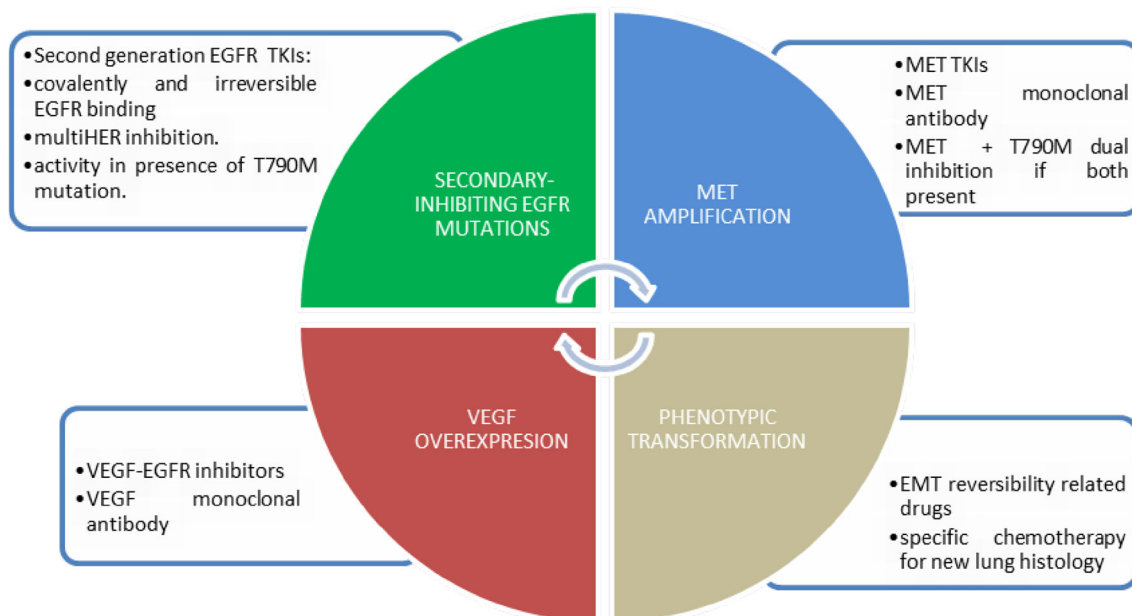 •Second generation EGFR TKIs:
•covalently and irreversible
EGFR binding
•multiHER inhibition.
•activity in presence of T790M
mutation.
SECONDARY-
INHIBITING EGFR
MUTATIONS
MET
AMPLIFICATION
•MET TKIs
•MET monoclonal
antibody
•MET + T790M dual
inhibition if both
present
VEGF
OVEREXPRESION
PHENOTYPIC
TRANSFORMATION
•VEGF-EGFR inhibitors
•VEGF monoclonal
antibody
•EMT reversibility related
drugs
•specific chemotherapy
for new lung histology